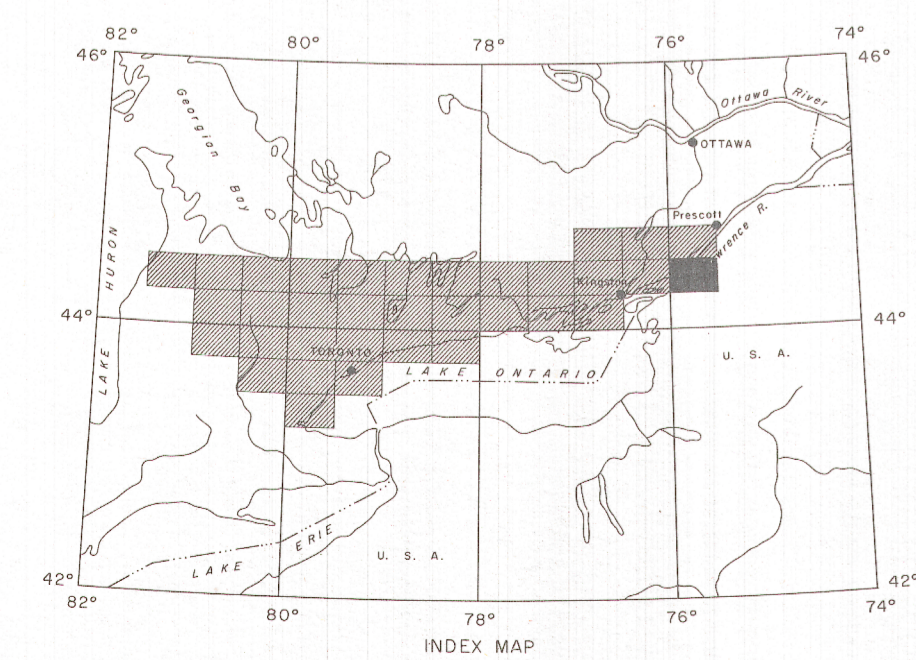 82°
80°
78°
76°
74°
46°
46°
Georgian
Bay
Ottawa River
OTTAWA
Prescott
wrence R.
Kingston
LAKE HURON
44°
44°
TORONTO
LAKE ONTARIO
U. S. A.
LAKE ERIE
U. S. A.
42°
42°
82°
80°
78°
76°
74°
INDEX MAP